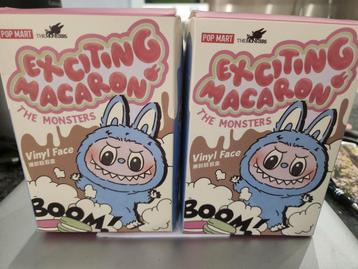 POP MART
THE MONSTERS
EXCITING
MACARON
THE MONSTERS
Vinyl Face
BOOM!
POP MART
THE MONSTERS
EXCITING
MACARON
THE MONSTERS
Vinyl Face
BOOM!